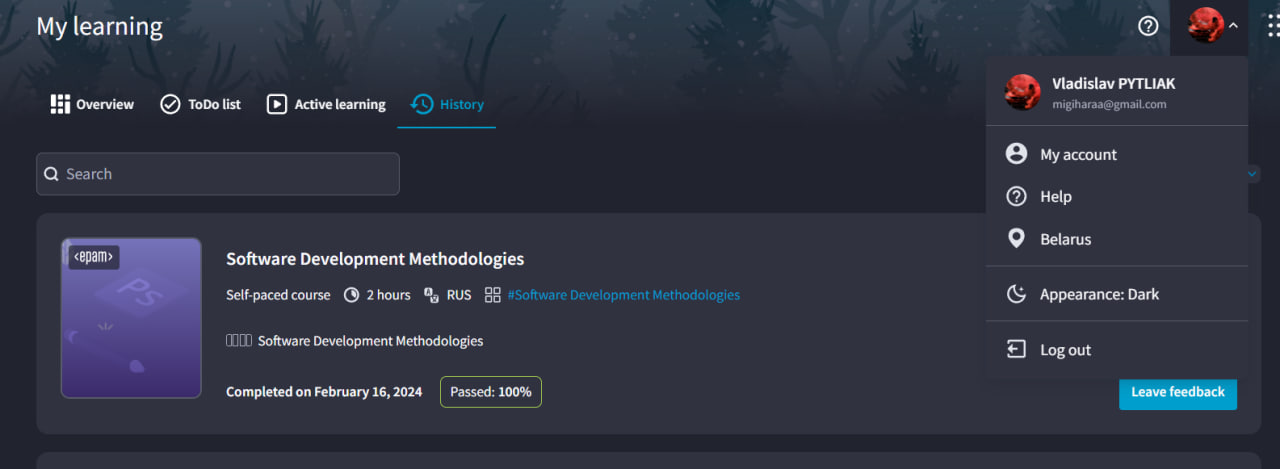 My learning
Overview
ToDo list
Active learning
History
Search
Vladislav PYTLIAK
migiharaa@gmail.com
My account
Help
Belarus
Appearance: Dark
Log out
<epam>
Ps
Software Development Methodologies
Self-paced course 2 hours RUS #Software Development Methodologies
Software Development Methodologies
Completed on February 16, 2024 Passed: 100%
Leave feedback